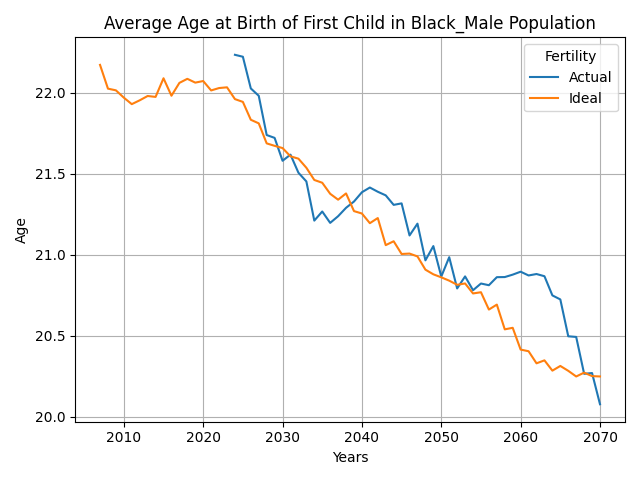 Average Age at Birth of First Child in Black_Male Population
Fertility
Actual
Ideal
Age
22.0
21.5
21.0
20.5
20.0
2010
2020
2030
2040
2050
2060
2070
Years